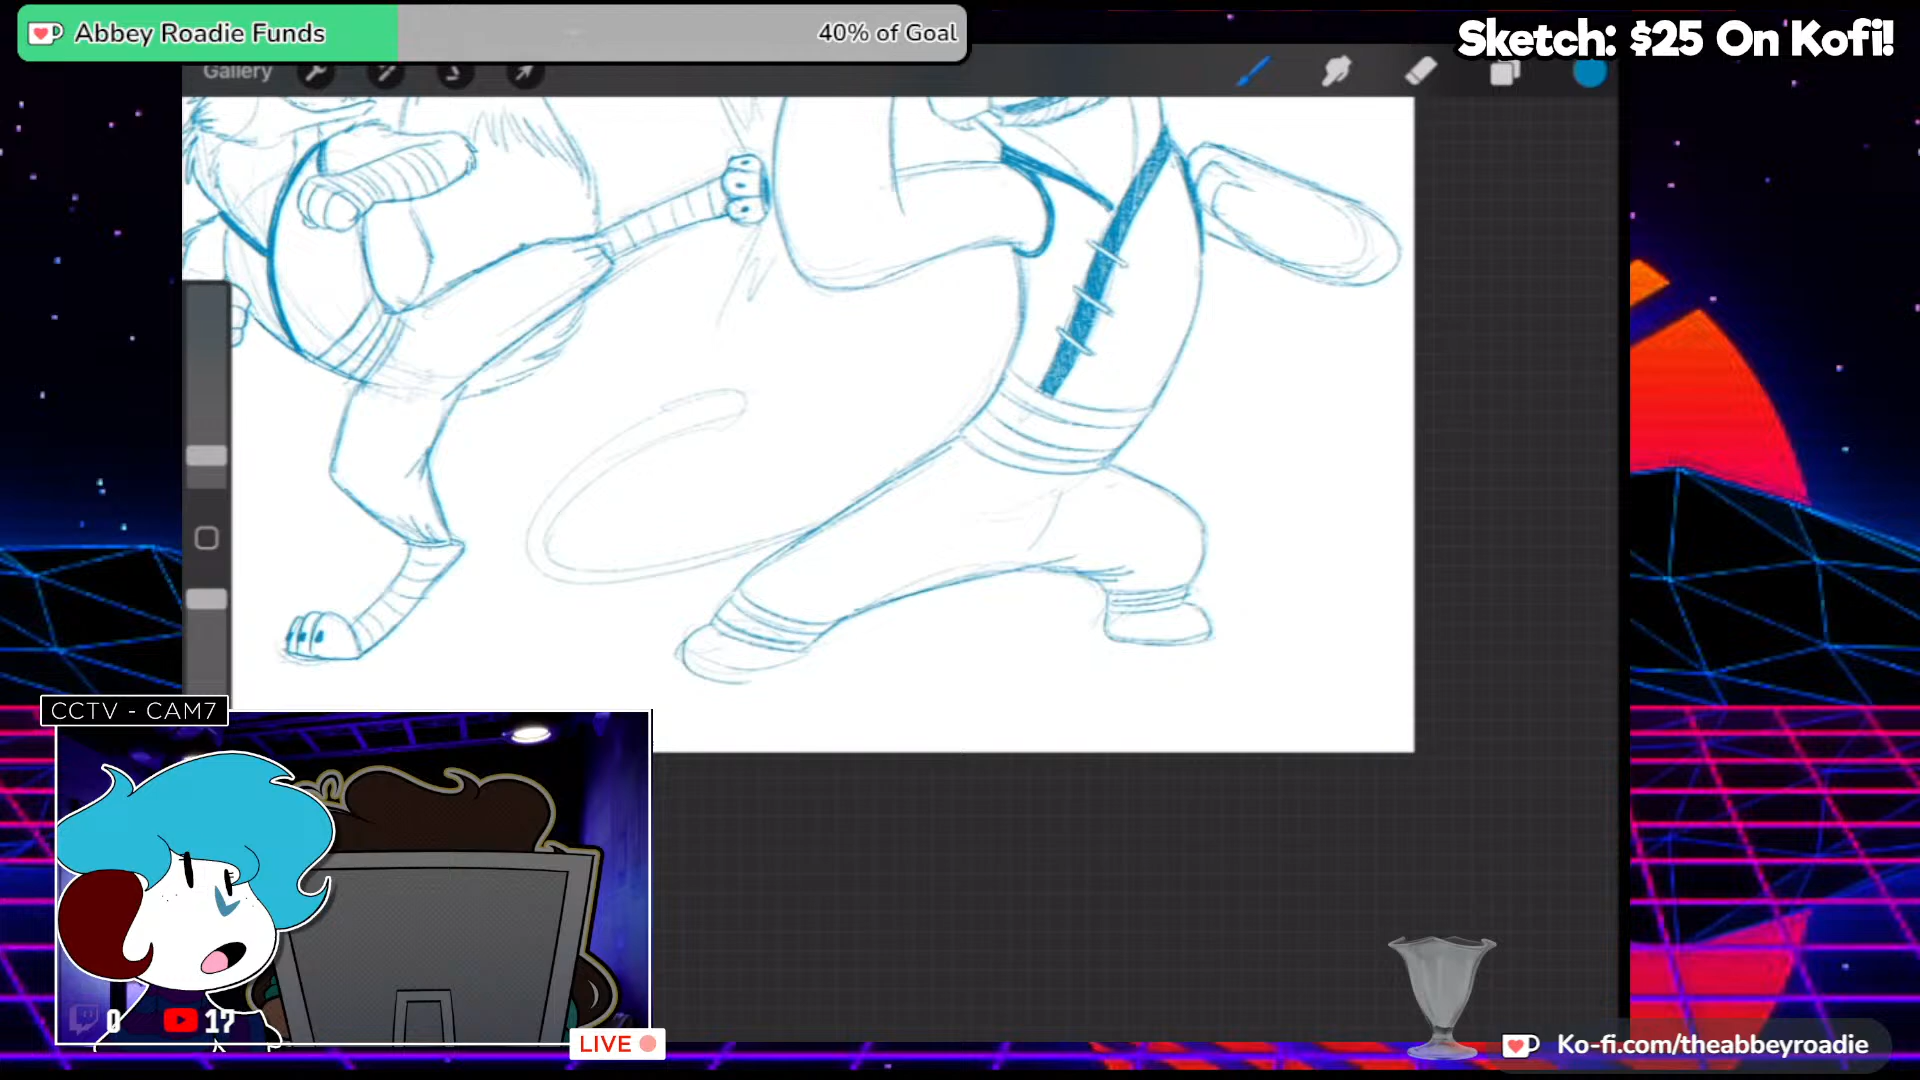 Abbey Roadie Funds
40% of Goal
Sketch: $25 On Kofi!
Gallery
CCTV - CAM7
0
17
LIVE
Ko-fi.com/theabbeyroadie